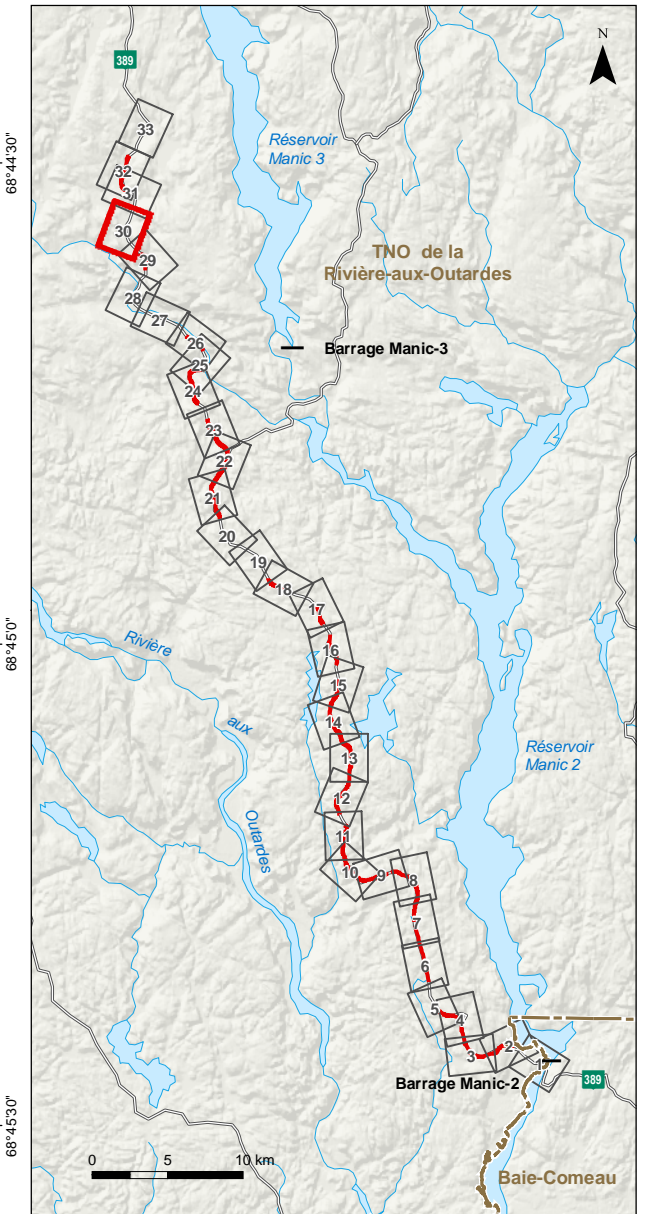 N
389
33
Réservoir
Manic 3
68°44'30"
32
31
30
TNO de la
Rivière-aux-Outardes
29
28
27
26
Barrage Manic-3
25
24
23
22
21
20
19
18
17
68°45'0"
Rivière
16
15
aux
14
Réservoir
Manic 2
13
12
Outardes
11
10
9
8
7
6
5
4
2
3
1
Barrage Manic-2
389
68°45'30"
0 5 10 km
Baie-Comeau